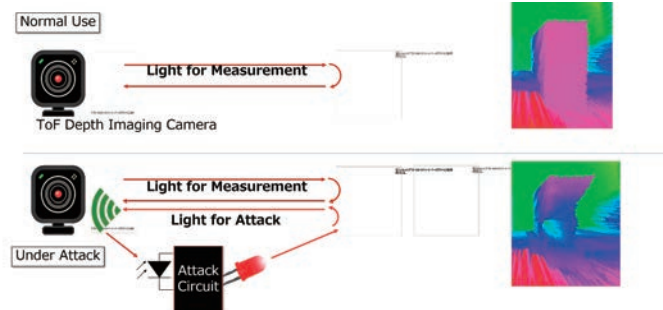 Normal Use
Light for Measurement
ToF Depth Imaging Camera
Light for Measurement
Light for Attack
Under Attack
Attack
Circuit